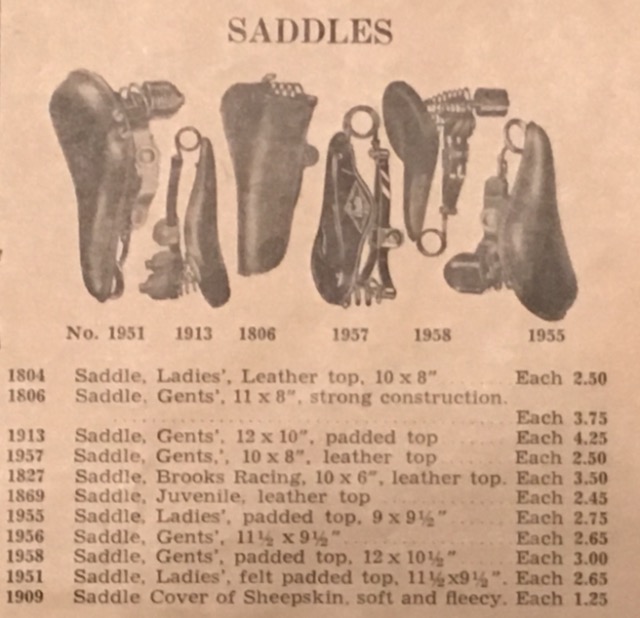 SADDLES
No. 1951 1913 1806 1957 1958 1955
1804 Saddle, Ladies', Leather top, 10 x 8" Each 2.50
1806 Saddle, Gents', 11 x 8", strong construction.
Each 3.75
1913 Saddle, Gents', 12 x 10", padded top Each 4.25
1957 Saddle, Gents,', 10 x 8", leather top Each 2.50
1827 Saddle, Brooks Racing, 10 x 6", leather top. Each 3.50
1869 Saddle, Juvenile, leather top Each 2.45
1955 Saddle, Ladies', padded top, 9 x 9½" Each 2.75
1956 Saddle, Gents', 11½ x 9½" Each 2.65
1958 Saddle, Gents', padded top, 12 x 10½" Each 3.00
1951 Saddle, Ladies', felt padded top, 11½x9½". Each 2.65
1909 Saddle Cover of Sheepskin, soft and fleecy. Each 1.25